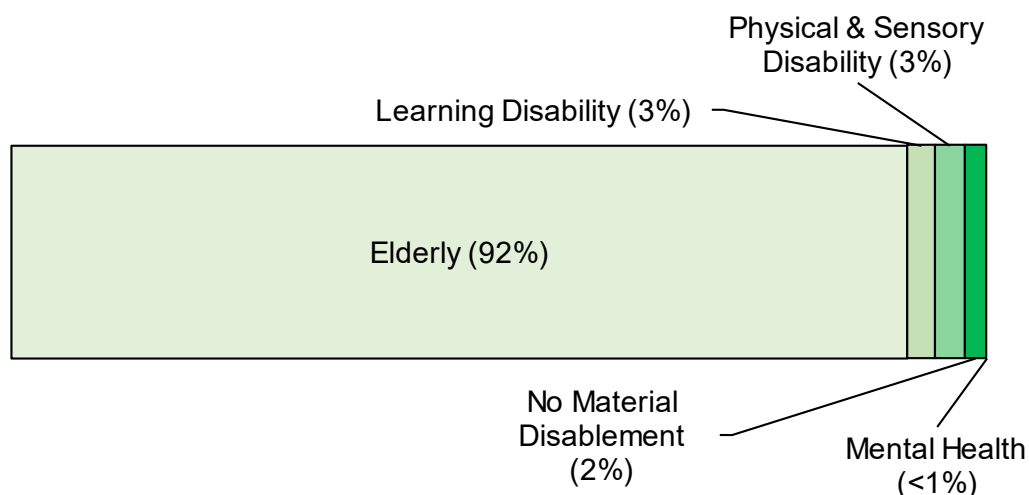 Physical & Sensory
Disability (3%)
Learning Disability (3%)
Elderly (92%)
No Material
Disablement
(2%)
Mental Health
(<1%)